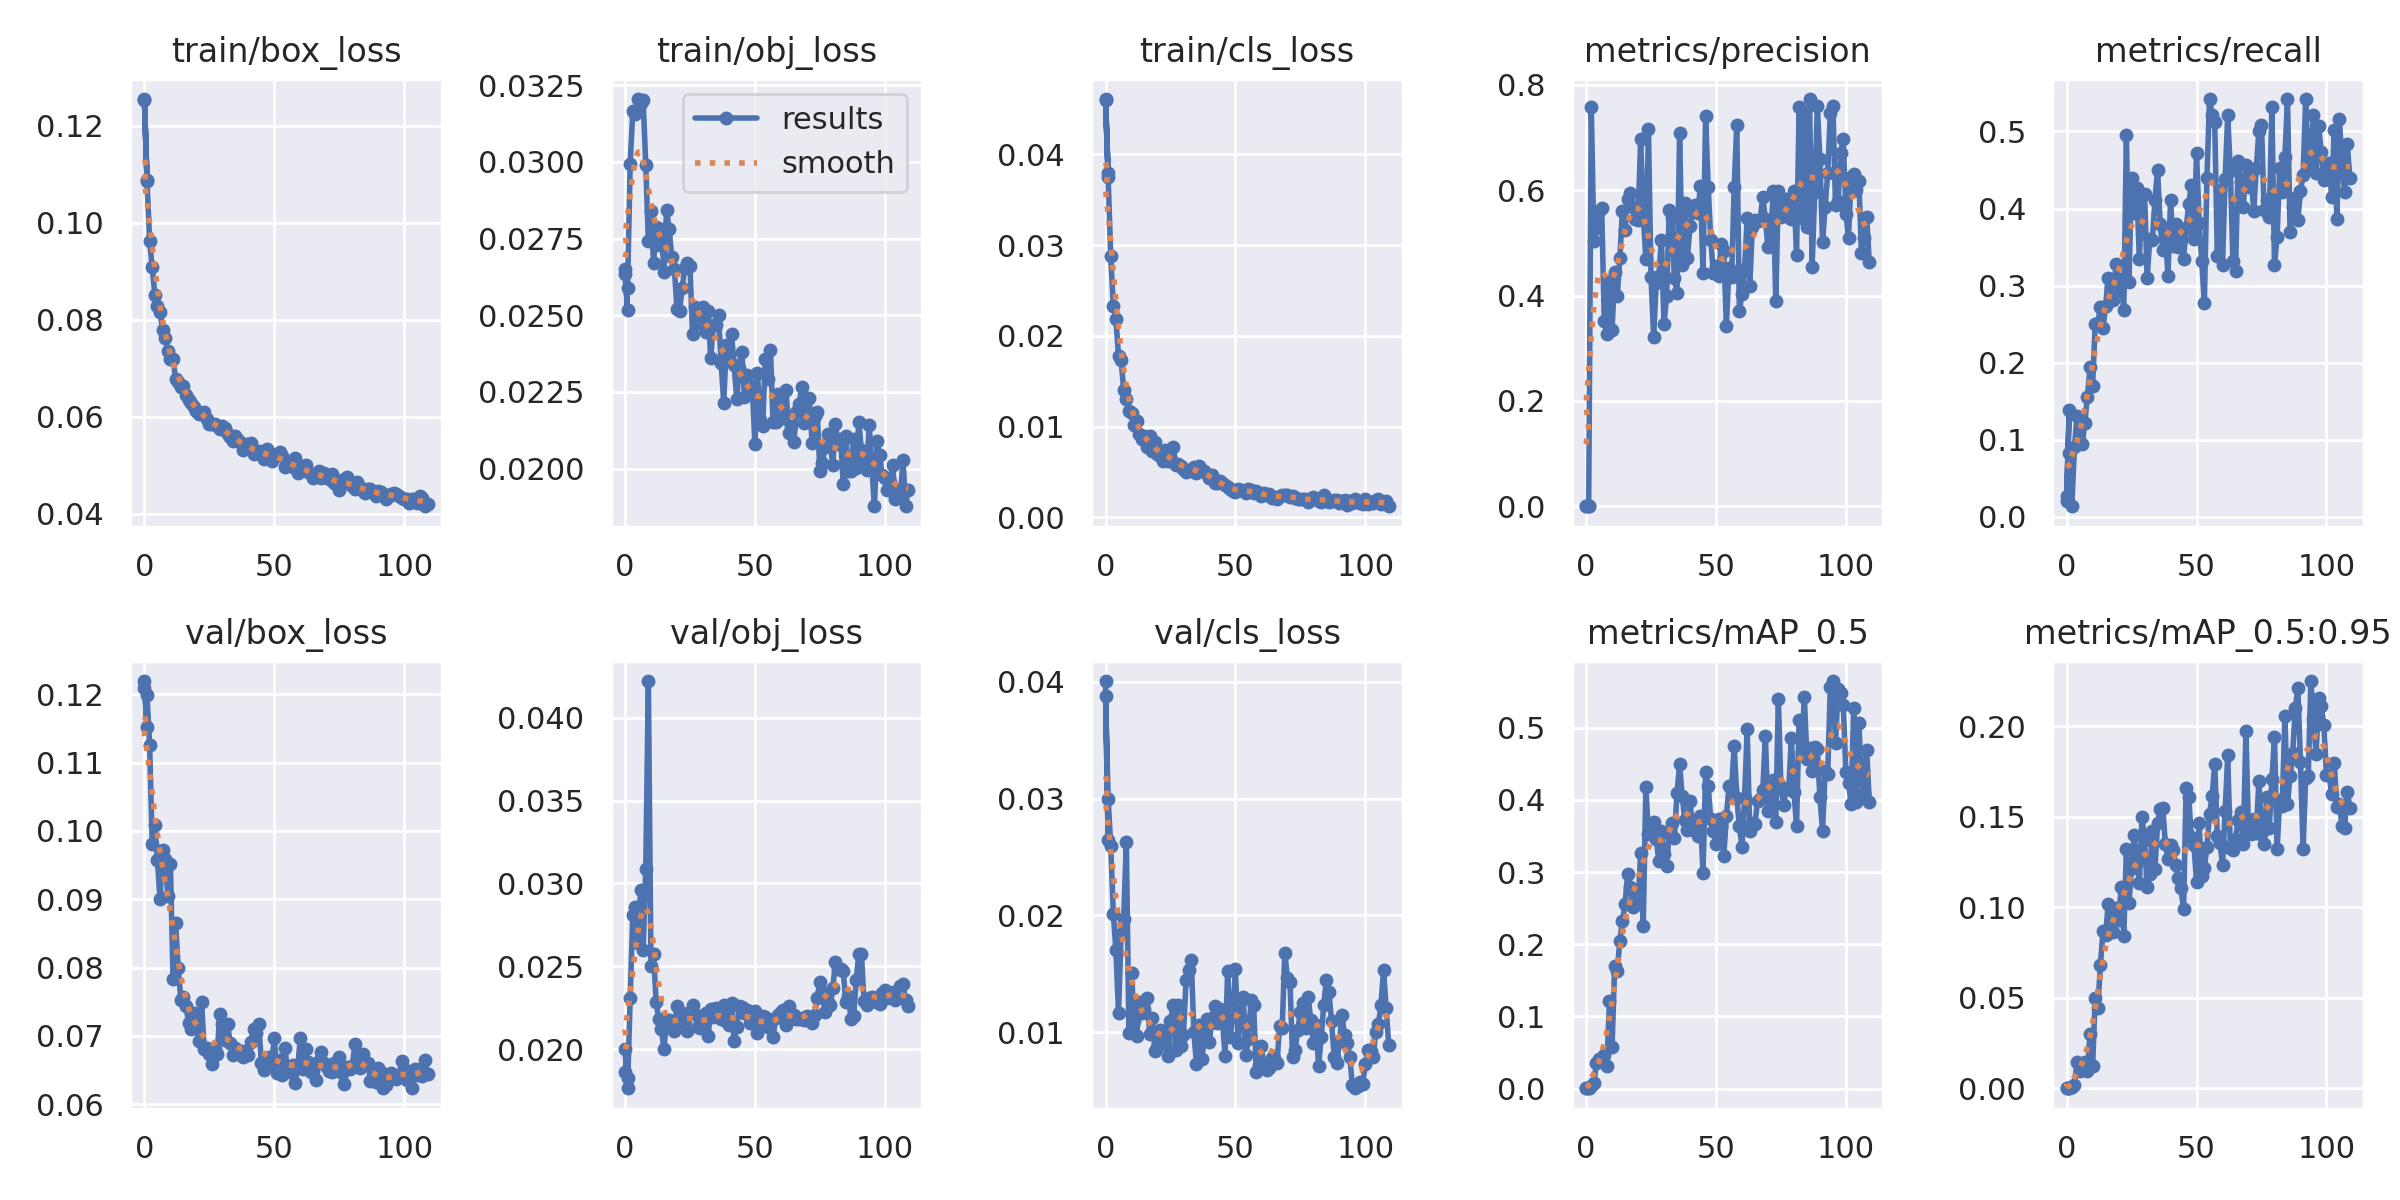 train/box_loss
0.12
0.10
0.08
0.06
0.04
0 50 100
train/obj_loss
0.0325
0.0300
0.0275
0.0250
0.0225
0.0200
results
smooth
0 50 100
train/cls_loss
0.04
0.03
0.02
0.01
0.00
0 50 100
metrics/precision
0.8
0.6
0.4
0.2
0.0
0 50 100
metrics/recall
0.5
0.4
0.3
0.2
0.1
0.0
0 50 100
val/box_loss
0.12
0.11
0.10
0.09
0.08
0.07
0.06
0 50 100
val/obj_loss
0.040
0.035
0.030
0.025
0.020
0 50 100
val/cls_loss
0.04
0.03
0.02
0.01
0 50 100
metrics/mAP_0.5
0.5
0.4
0.3
0.2
0.1
0.0
0 50 100
metrics/mAP_0.5:0.95
0.20
0.15
0.10
0.05
0.00
0 50 100